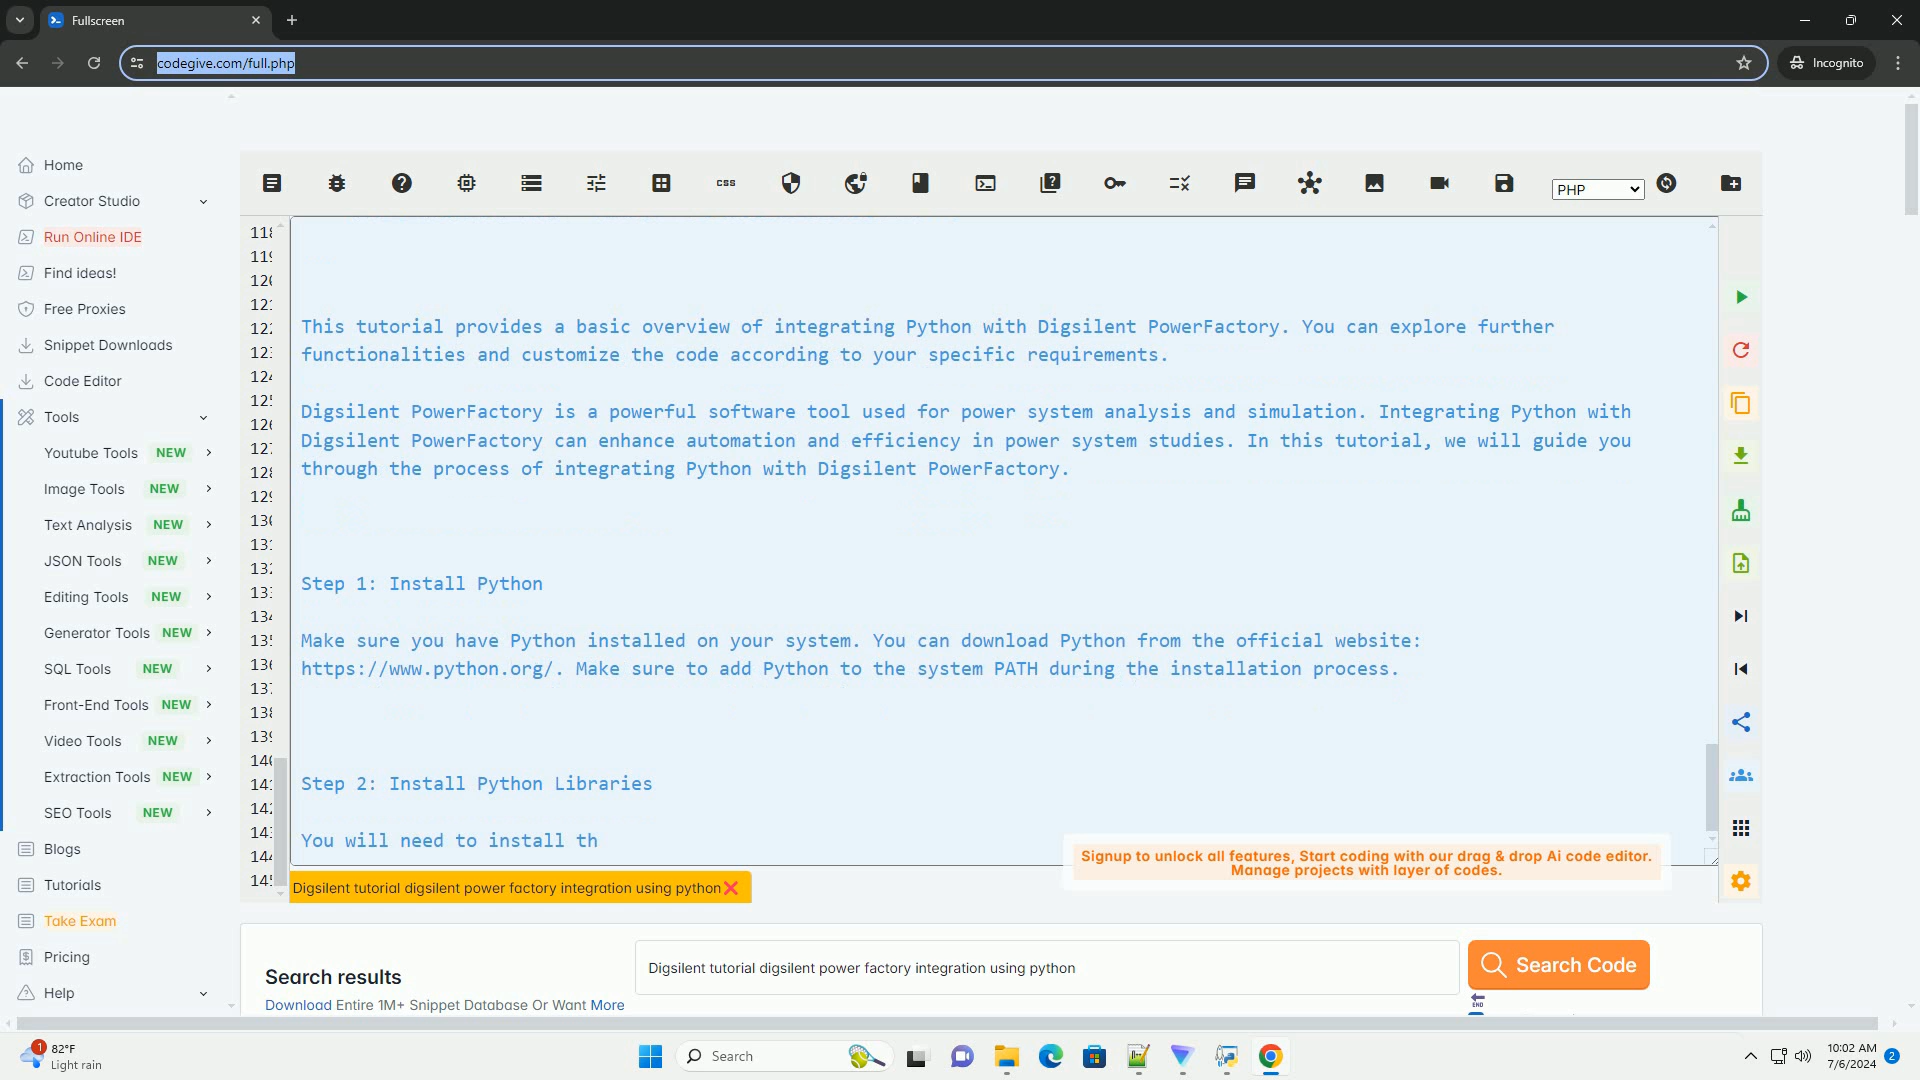 Fullscreen
codegive.com/full.php
Incognito
Home
Creator Studio
Run Online IDE
Find ideas!
Free Proxies
Snippet Downloads
Code Editor
Tools
Youtube Tools NEW
Image Tools NEW
Text Analysis NEW
JSON Tools NEW
Editing Tools NEW
Generator Tools NEW
SQL Tools NEW
Front-End Tools NEW
Video Tools NEW
Extraction Tools NEW
SEO Tools NEW
Blogs
Tutorials
Take Exam
Pricing
Help
css
PHP
This tutorial provides a basic overview of integrating Python with Digsilent PowerFactory. You can explore further
functionalities and customize the code according to your specific requirements.
Digsilent PowerFactory is a powerful software tool used for power system analysis and simulation. Integrating Python with
Digsilent PowerFactory can enhance automation and efficiency in power system studies. In this tutorial, we will guide you
through the process of integrating Python with Digsilent PowerFactory.
Step 1: Install Python
Make sure you have Python installed on your system. You can download Python from the official website:
https://www.python.org/. Make sure to add Python to the system PATH during the installation process.
Step 2: Install Python Libraries
You will need to install th
Signup to unlock all features, Start coding with our drag & drop Ai code editor.
Manage projects with layer of codes.
Digsilent tutorial digsilent power factory integration using python
Search results
Download Entire 1M+ Snippet Database Or Want More
Digsilent tutorial digsilent power factory integration using python
Search Code
END
1
82°F
Light rain
Search
10:02 AM
7/6/2024
2